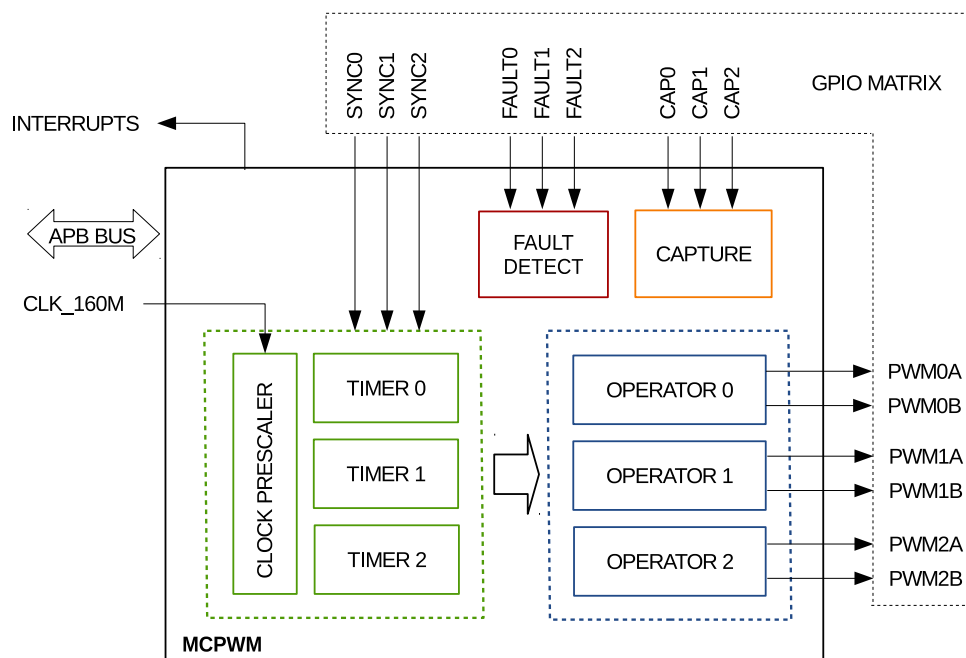 SYNC0
SYNC1
SYNC2
FAULT0
FAULT1
FAULT2
CAP0
CAP1
CAP2
GPIO MATRIX
INTERRUPTS
APB BUS
FAULT
DETECT
CAPTURE
CLK_160M
CLOCK PRESCALER
TIMER 0
TIMER 1
TIMER 2
OPERATOR 0
OPERATOR 1
OPERATOR 2
PWM0A
PWM0B
PWM1A
PWM1B
PWM2A
PWM2B
MCPWM